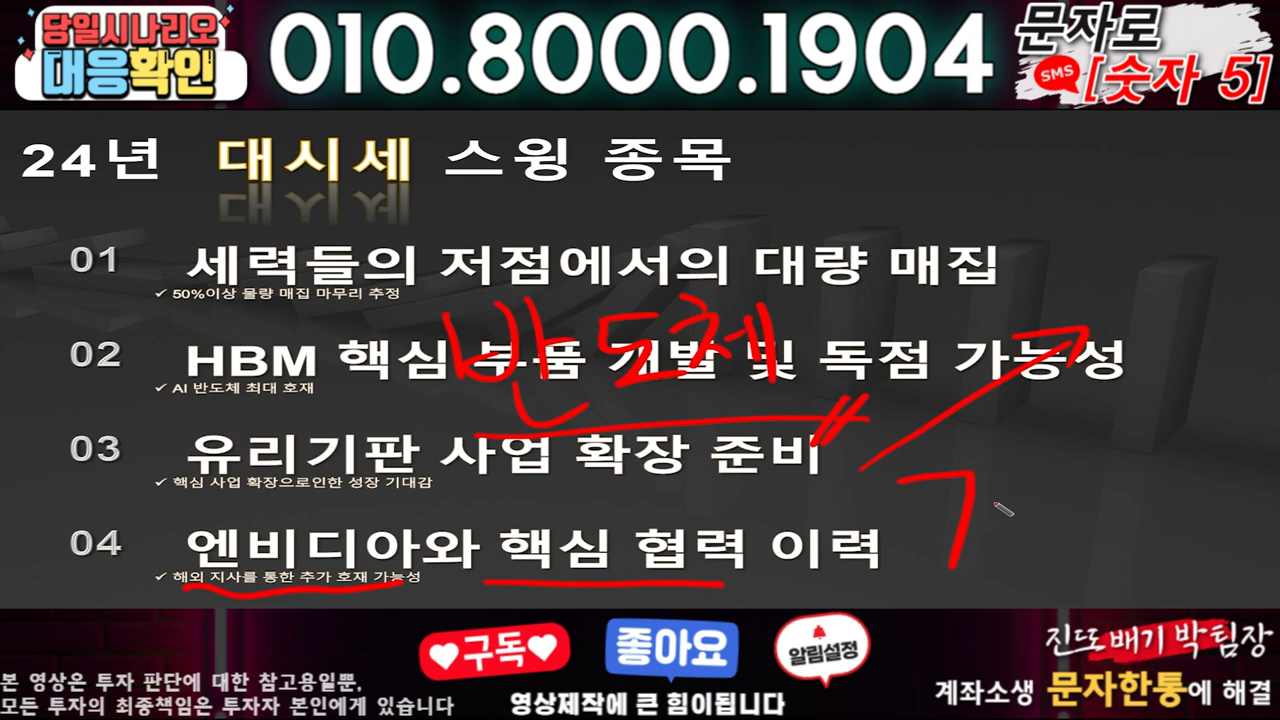 당일시나리오
대응확인
010.8000.1904
문자로
SMS
[숫자 5]
24년 대시세 스윙 종목
01 세력들의 저점에서의 대량 매집
✓ 50%이상 물량 매집 마무리 추정
02 HBM 핵심 부품 개발 및 독점 가능성
✓ AI 반도체 최대 호재
반도체
03 유리기판 사업 확장 준비
✓ 핵심 사업 확장으로인한 성장 기대감
04 엔비디아와 핵심 협력 이력
✓ 해외 지사를 통한 추가 호재 가능성
구독
좋아요
알림설정
영상제작에 큰 힘이됩니다
본 영상은 투자 판단에 대한 참고용일뿐,
모든 투자의 최종책임은 투자자 본인에게 있습니다
진또배기 박팀장
계좌소생 문자한통에 해결